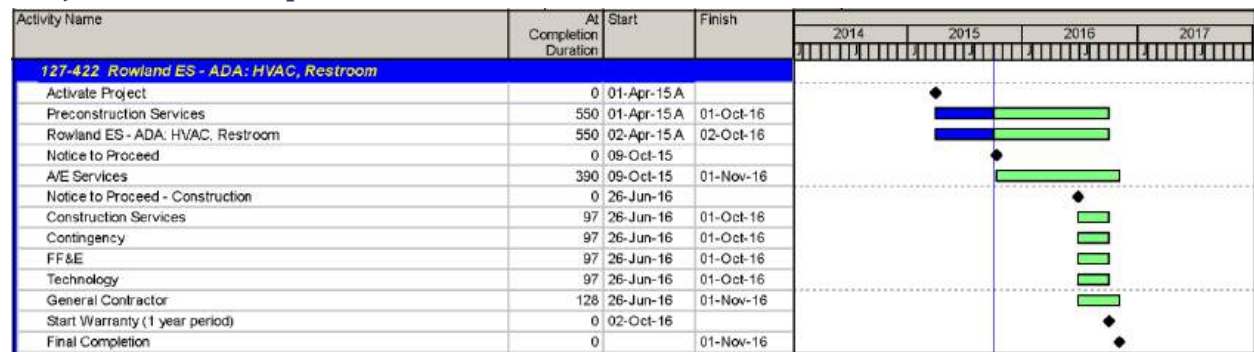 Activity Name At Completion Duration Start Finish 2014 2015 2016 2017
127-422 Rowland ES - ADA: HVAC, Restroom
Activate Project 0 01-Apr-15 A
Preconstruction Services 550 01-Apr-15 A 01-Oct-16
Rowland ES - ADA: HVAC, Restroom 550 02-Apr-15 A 02-Oct-16
Notice to Proceed 0 09-Oct-15
A/E Services 390 09-Oct-15 01-Nov-16
Notice to Proceed - Construction 0 26-Jun-16
Construction Services 97 26-Jun-16 01-Oct-16
Contingency 97 26-Jun-16 01-Oct-16
FF&E 97 26-Jun-16 01-Oct-16
Technology 97 26-Jun-16 01-Oct-16
General Contractor 128 26-Jun-16 01-Nov-16
Start Warranty (1 year period) 0 02-Oct-16
Final Completion 0 01-Nov-16